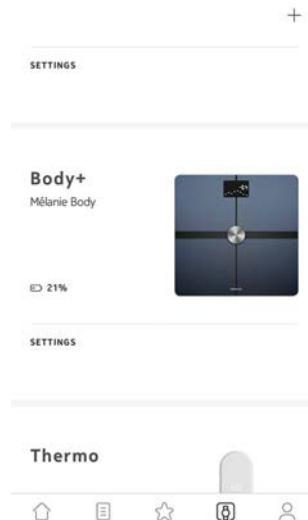 SETTINGS
Body+
Mélanie Body
21%
SETTINGS
Thermo